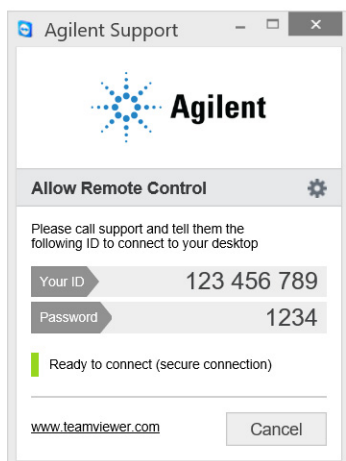 Agilent Support
Agilent
Allow Remote Control
Please call support and tell them the
following ID to connect to your desktop
Your ID 123 456 789
Password 1234
Ready to connect (secure connection)
www.teamviewer.com Cancel